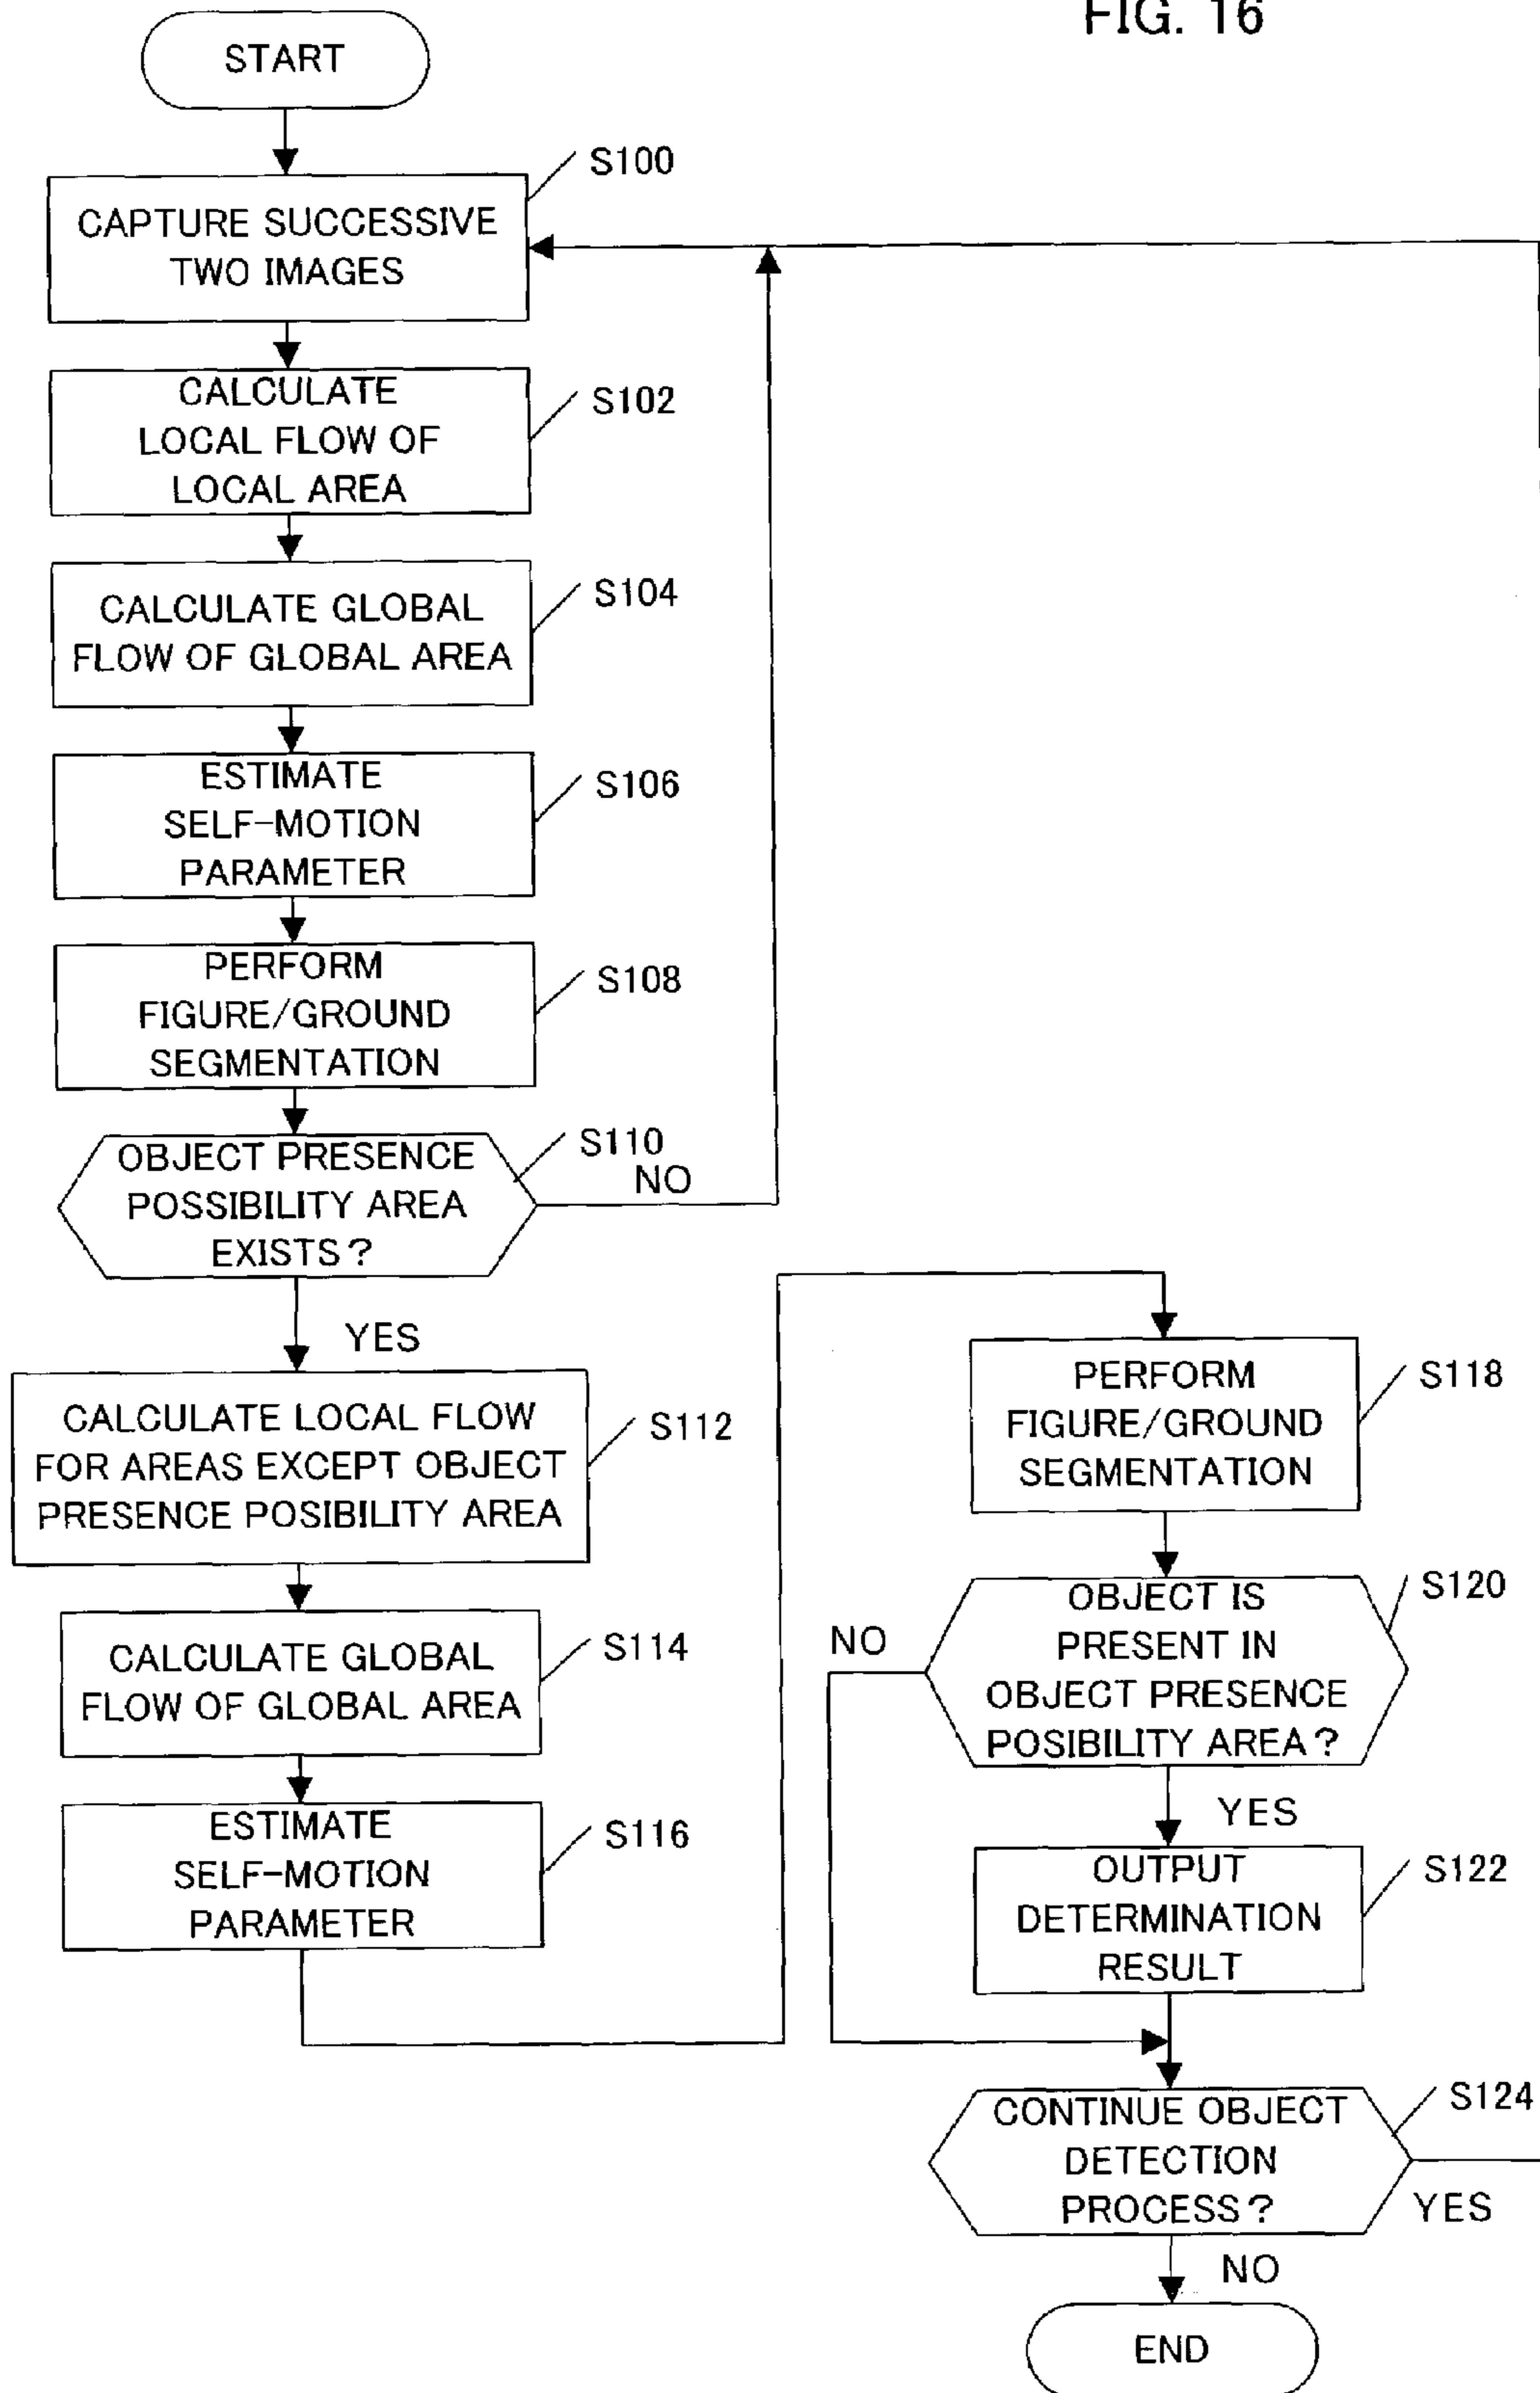 FIG. 16
START
S100
CAPTURE SUCCESSIVE
TWO IMAGES
CALCULATE
LOCAL FLOW OF
LOCAL AREA
S102
CALCULATE GLOBAL
FLOW OF GLOBAL AREA
S104
ESTIMATE
SELF-MOTION
PARAMETER
S106
PERFORM
FIGURE/GROUND
SEGMENTATION
S108
OBJECT PRESENCE
POSSIBILITY AREA
EXISTS?
S110
NO
YES
CALCULATE LOCAL FLOW
FOR AREAS EXCEPT OBJECT
PRESENCE POSIBILITY AREA
S112
CALCULATE GLOBAL
FLOW OF GLOBAL AREA
S114
ESTIMATE
SELF-MOTION
PARAMETER
S116
PERFORM
FIGURE/GROUND
SEGMENTATION
S118
OBJECT IS
PRESENT IN
OBJECT PRESENCE
POSIBILITY AREA?
S120
NO
YES
OUTPUT
DETERMINATION
RESULT
S122
CONTINUE OBJECT
DETECTION
PROCESS?
S124
YES
NO
END